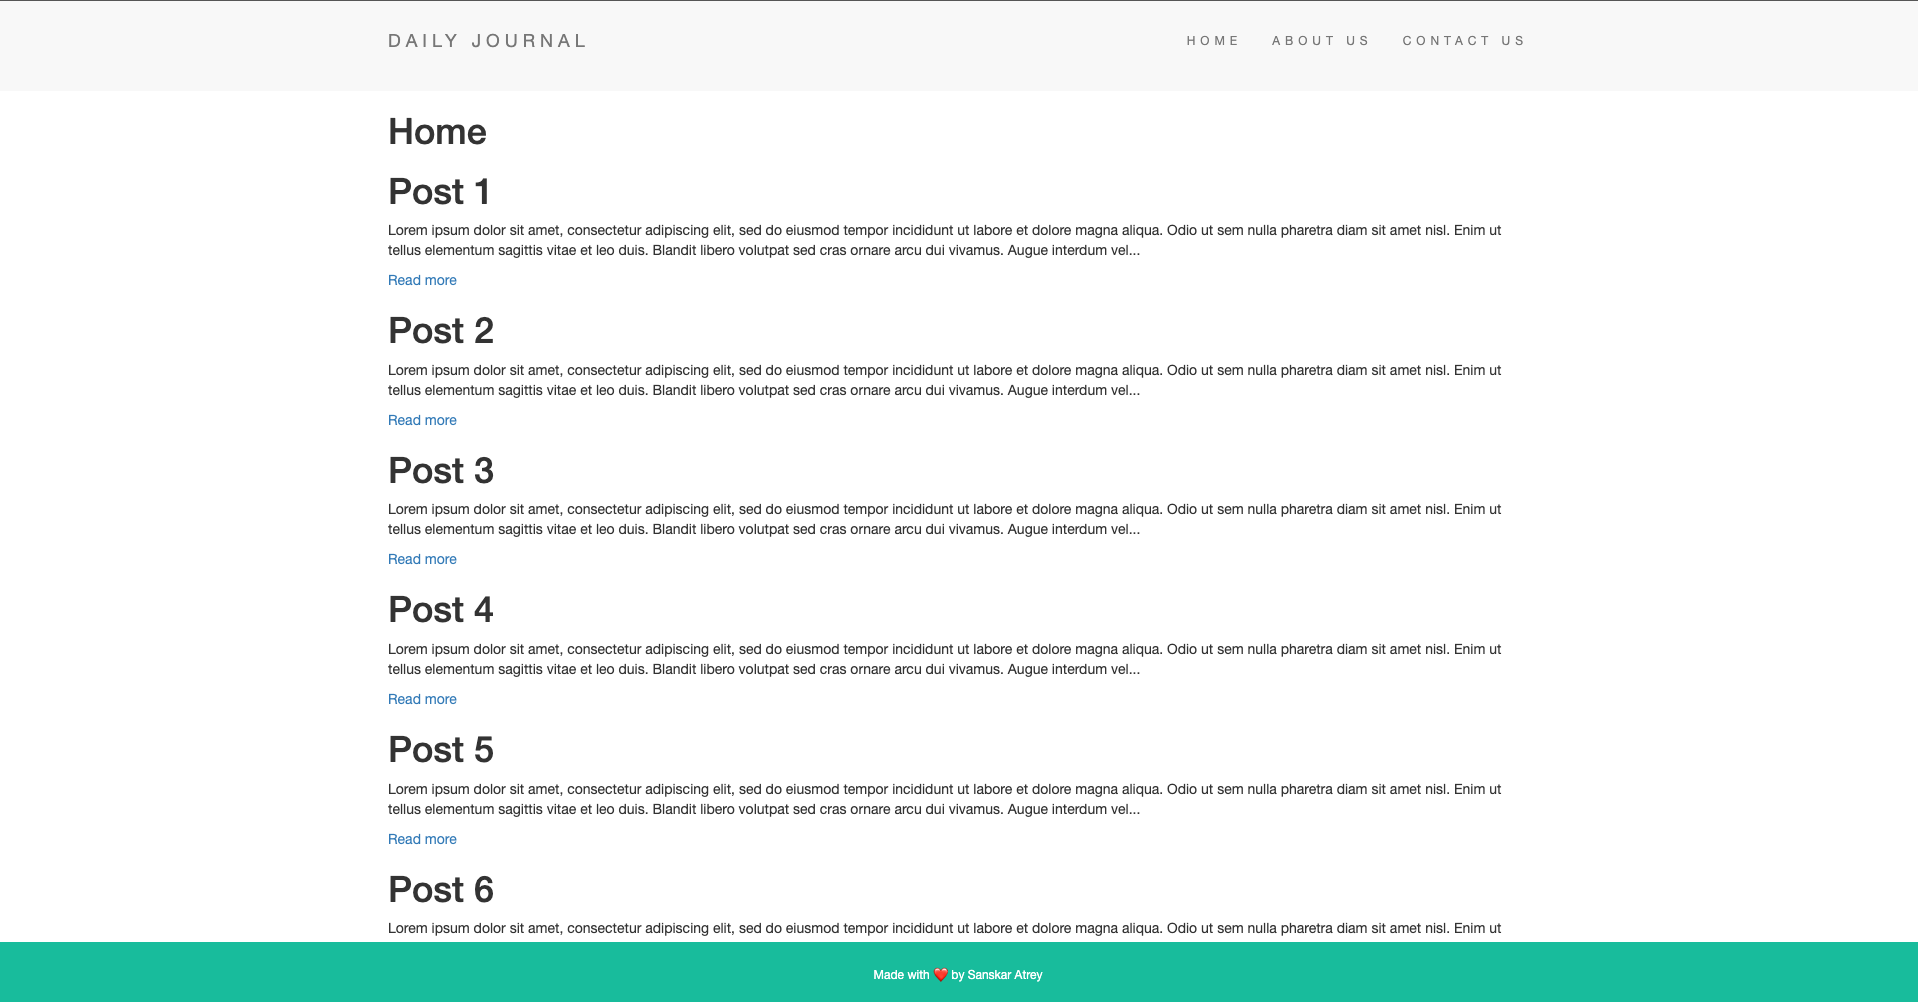 DAILY JOURNAL
HOME ABOUT US CONTACT US
Home
Post 1
Lorem ipsum dolor sit amet, consectetur adipiscing elit, sed do eiusmod tempor incididunt ut labore et dolore magna aliqua. Odio ut sem nulla pharetra diam sit amet nisl. Enim ut
tellus elementum sagittis vitae et leo duis. Blandit libero volutpat sed cras ornare arcu dui vivamus. Augue interdum vel...
Read more
Post 2
Lorem ipsum dolor sit amet, consectetur adipiscing elit, sed do eiusmod tempor incididunt ut labore et dolore magna aliqua. Odio ut sem nulla pharetra diam sit amet nisl. Enim ut
tellus elementum sagittis vitae et leo duis. Blandit libero volutpat sed cras ornare arcu dui vivamus. Augue interdum vel...
Read more
Post 3
Lorem ipsum dolor sit amet, consectetur adipiscing elit, sed do eiusmod tempor incididunt ut labore et dolore magna aliqua. Odio ut sem nulla pharetra diam sit amet nisl. Enim ut
tellus elementum sagittis vitae et leo duis. Blandit libero volutpat sed cras ornare arcu dui vivamus. Augue interdum vel...
Read more
Post 4
Lorem ipsum dolor sit amet, consectetur adipiscing elit, sed do eiusmod tempor incididunt ut labore et dolore magna aliqua. Odio ut sem nulla pharetra diam sit amet nisl. Enim ut
tellus elementum sagittis vitae et leo duis. Blandit libero volutpat sed cras ornare arcu dui vivamus. Augue interdum vel...
Read more
Post 5
Lorem ipsum dolor sit amet, consectetur adipiscing elit, sed do eiusmod tempor incididunt ut labore et dolore magna aliqua. Odio ut sem nulla pharetra diam sit amet nisl. Enim ut
tellus elementum sagittis vitae et leo duis. Blandit libero volutpat sed cras ornare arcu dui vivamus. Augue interdum vel...
Read more
Post 6
Lorem ipsum dolor sit amet, consectetur adipiscing elit, sed do eiusmod tempor incididunt ut labore et dolore magna aliqua. Odio ut sem nulla pharetra diam sit amet nisl. Enim ut
Made with ❤️ by Sanskar Atrey